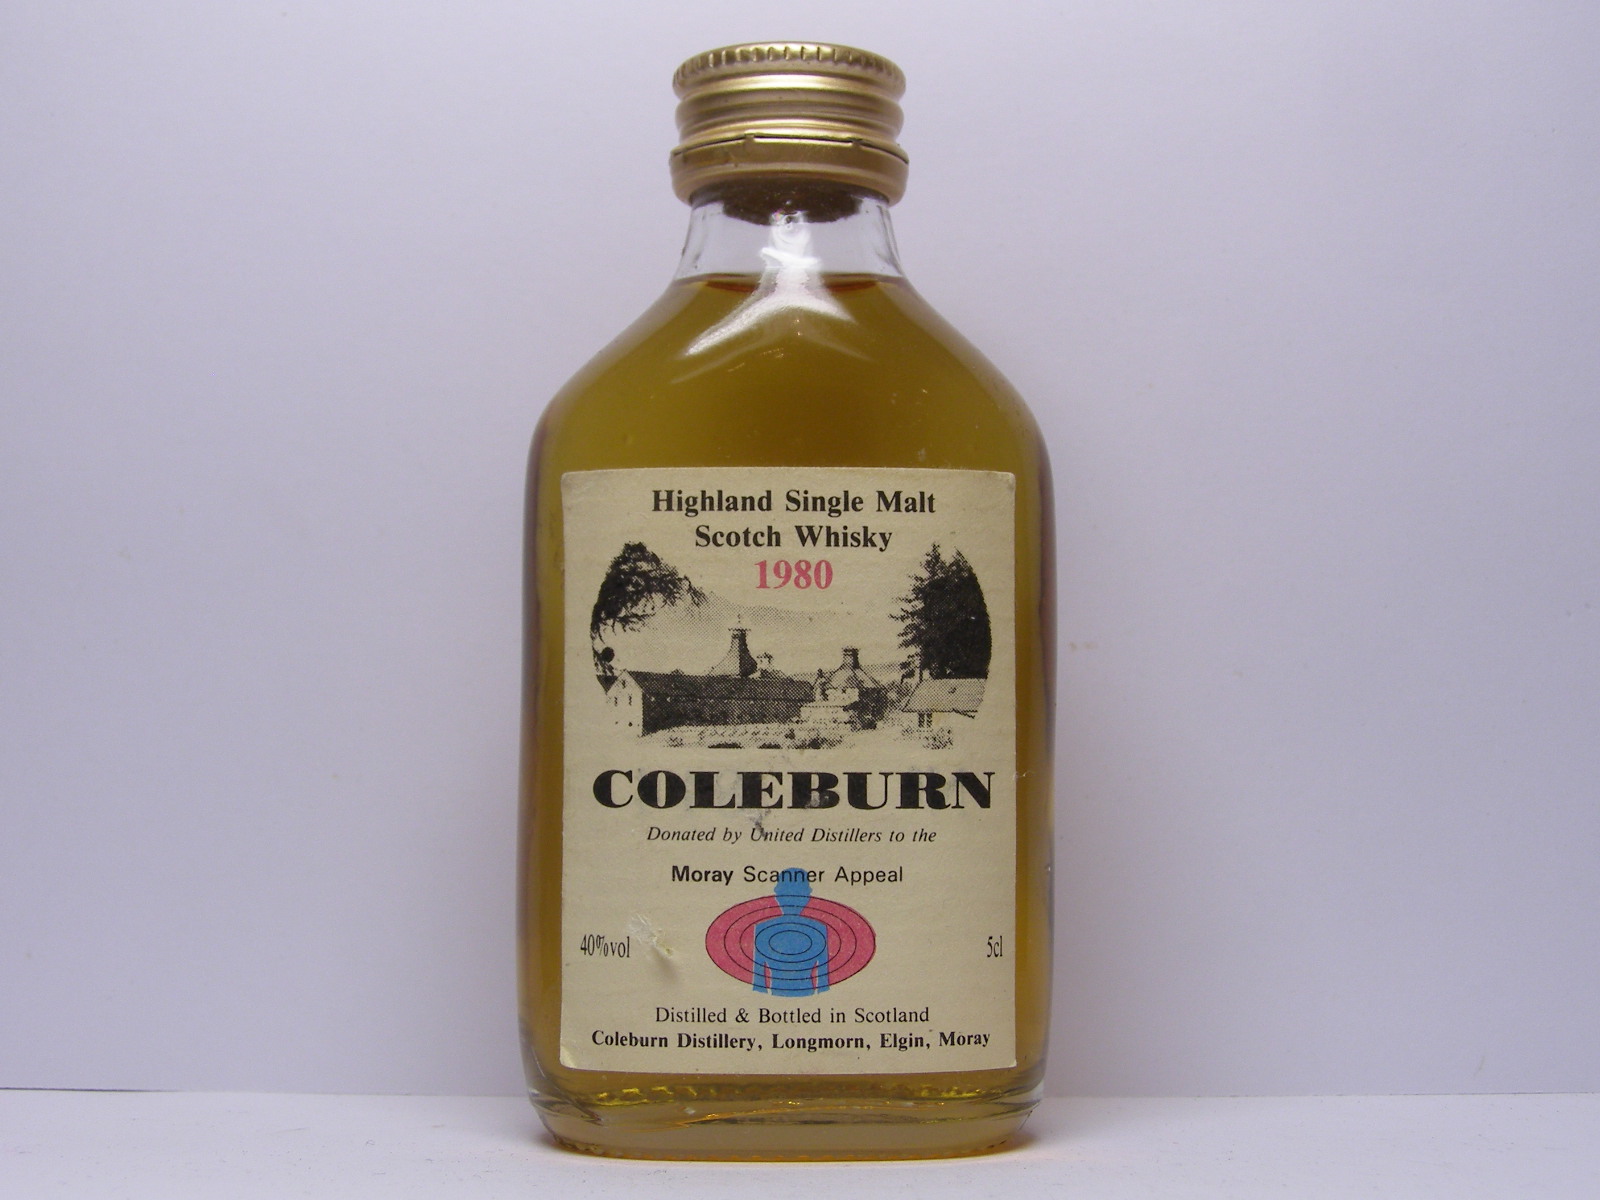 Highland Single Malt
Scotch Whisky
1980
COLEBURN
Donated by United Distillers to the
Moray Scanner Appeal
40%vol
5cl
Distilled & Bottled in Scotland
Coleburn Distillery, Longmorn, Elgin, Moray